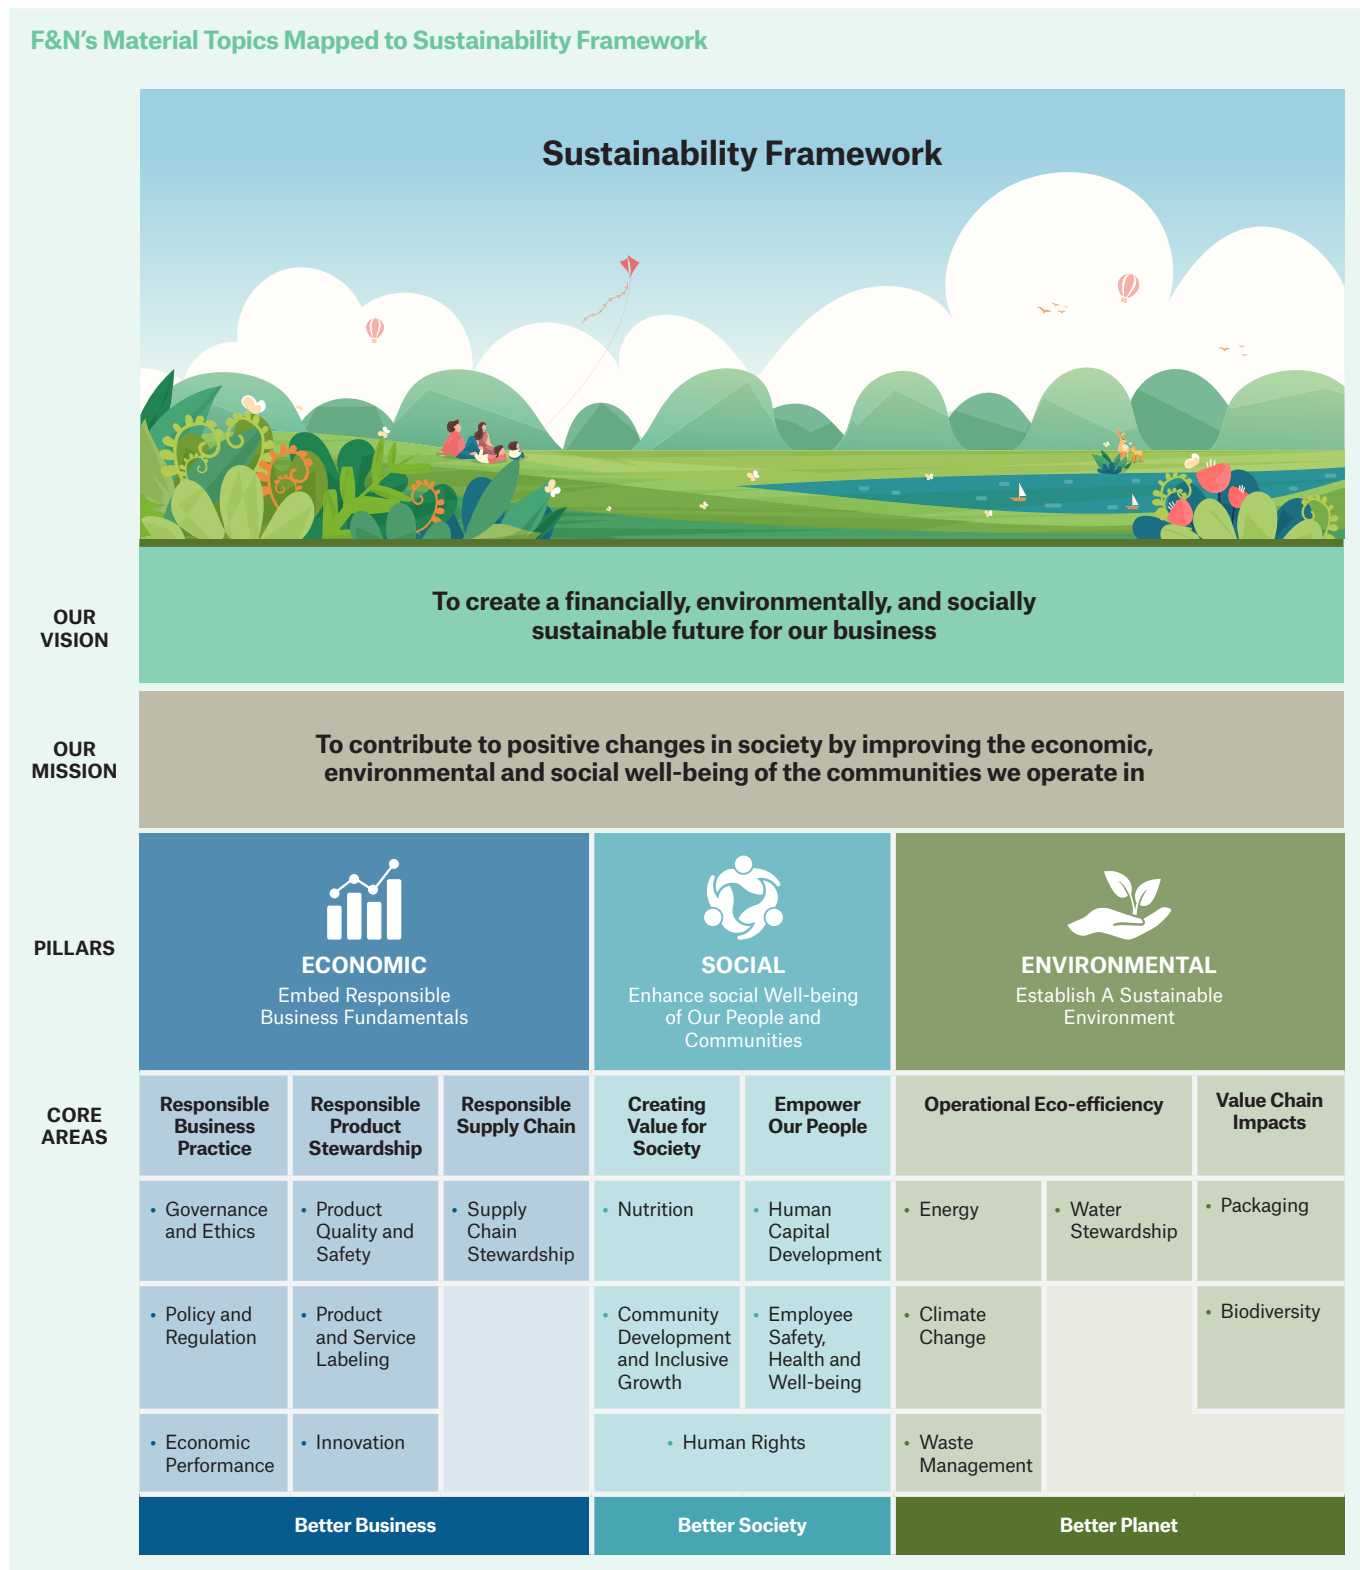 F&N’s Material Topics Mapped to Sustainability Framework
Sustainability Framework
OUR
VISION
To create a financially, environmentally, and socially
sustainable future for our business
OUR
MISSION
To contribute to positive changes in society by improving the economic,
environmental and social well-being of the communities we operate in
PILLARS
ECONOMIC
Embed Responsible
Business Fundamentals
SOCIAL
Enhance social Well-being
of Our People and
Communities
ENVIRONMENTAL
Establish A Sustainable
Environment
CORE
AREAS
Responsible
Business
Practice
Responsible
Product
Stewardship
Responsible
Supply Chain
Creating
Value for
Society
Empower
Our People
Operational Eco-efficiency
Value Chain
Impacts
• Governance
and Ethics
• Product
Quality and
Safety
• Supply
Chain
Stewardship
• Nutrition
• Human
Capital
Development
• Energy
• Water
Stewardship
• Packaging
• Policy and
Regulation
• Product
and Service
Labeling
• Community
Development
and Inclusive
Growth
• Employee
Safety,
Health and
Well-being
• Climate
Change
• Biodiversity
• Economic
Performance
• Innovation
• Human Rights
• Waste
Management
Better Business
Better Society
Better Planet